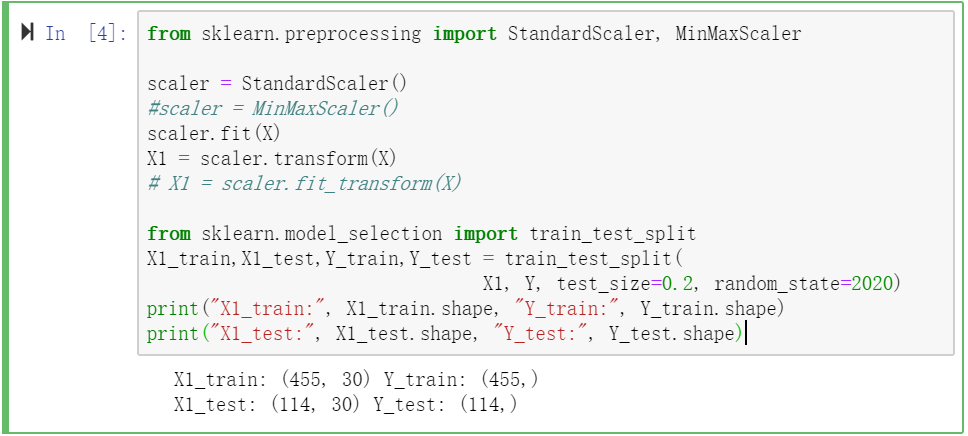 In [4]:
from sklearn.preprocessing import StandardScaler, MinMaxScaler
scaler = StandardScaler()
#scaler = MinMaxScaler()
scaler.fit(X)
X1 = scaler.transform(X)
# X1 = scaler.fit_transform(X)
from sklearn.model_selection import train_test_split
X1_train,X1_test,Y_train,Y_test = train_test_split(
X1, Y, test_size=0.2, random_state=2020)
print("X1_train:", X1_train.shape, "Y_train:", Y_train.shape)
print("X1_test:", X1_test.shape, "Y_test:", Y_test.shape)
X1_train: (455, 30) Y_train: (455,)
X1_test: (114, 30) Y_test: (114,)